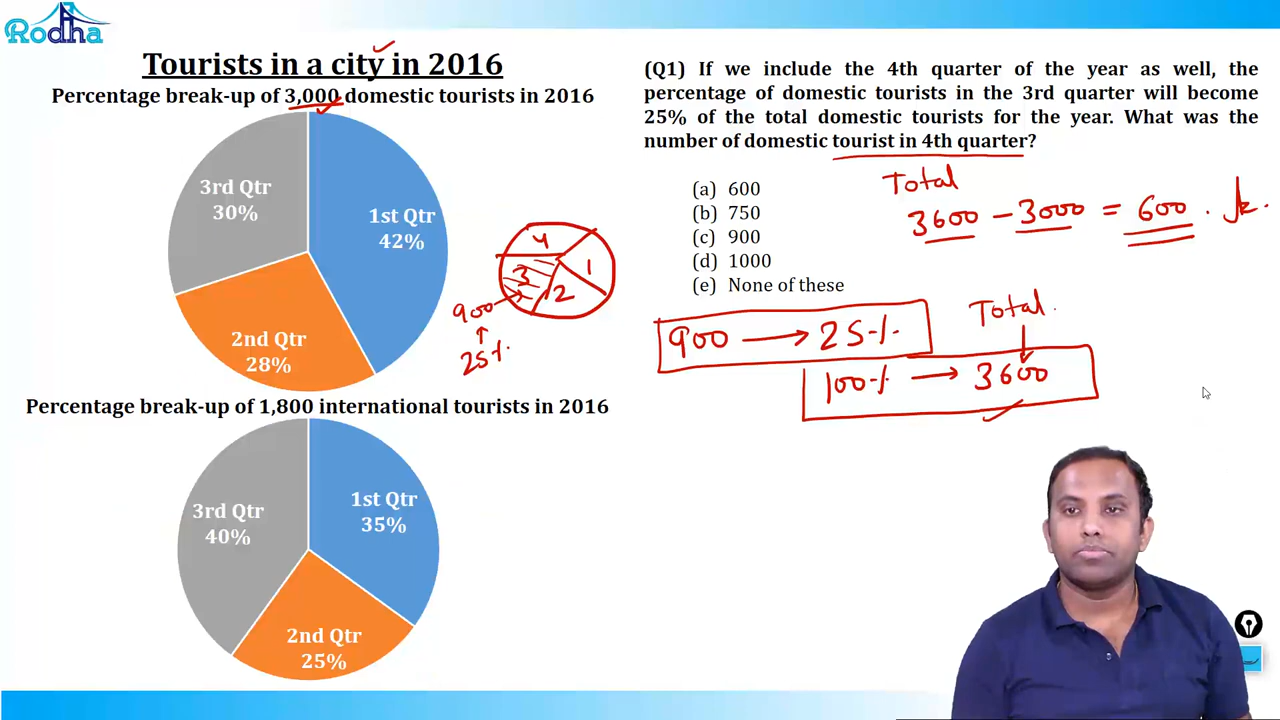 Rodha
Tourists in a city in 2016
Percentage break-up of 3,000 domestic tourists in 2016
3rd Qtr
30%
1st Qtr
42%
2nd Qtr
28%
4
3
1
2
900
25%
Percentage break-up of 1,800 international tourists in 2016
3rd Qtr
40%
1st Qtr
35%
2nd Qtr
25%
(Q1) If we include the 4th quarter of the year as well, the
percentage of domestic tourists in the 3rd quarter will become
25% of the total domestic tourists for the year. What was the
number of domestic tourist in 4th quarter?
(a) 600
(b) 750
(c) 900
(d) 1000
(e) None of these
Total
3600 - 3000 = 600.
900 → 25%
Total.
100% → 3600